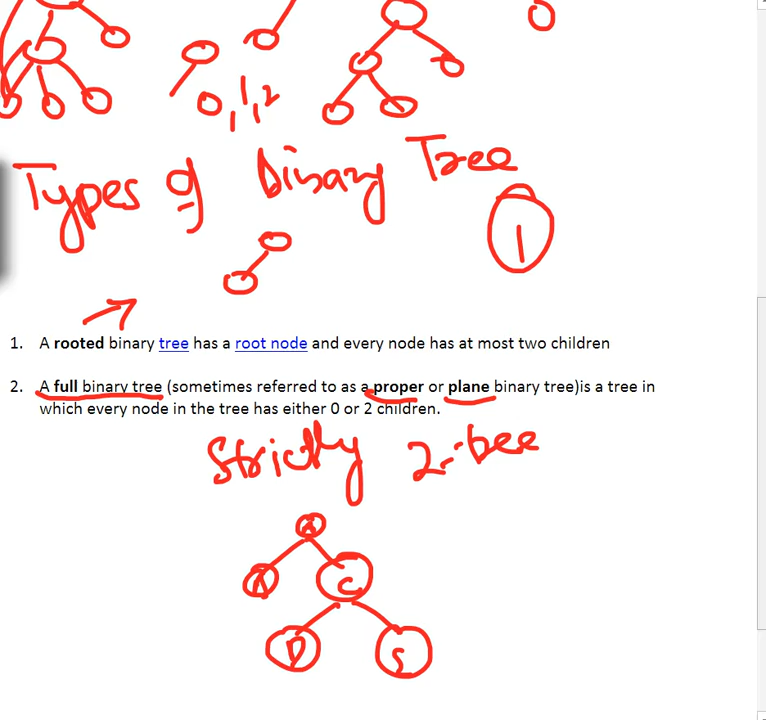 0,1,2
Types of binary Tree
1
1. A rooted binary tree has a root node and every node has at most two children
2. A full binary tree (sometimes referred to as a proper or plane binary tree)is a tree in
which every node in the tree has either 0 or 2 children.
Strictly 2-tree
C
D S